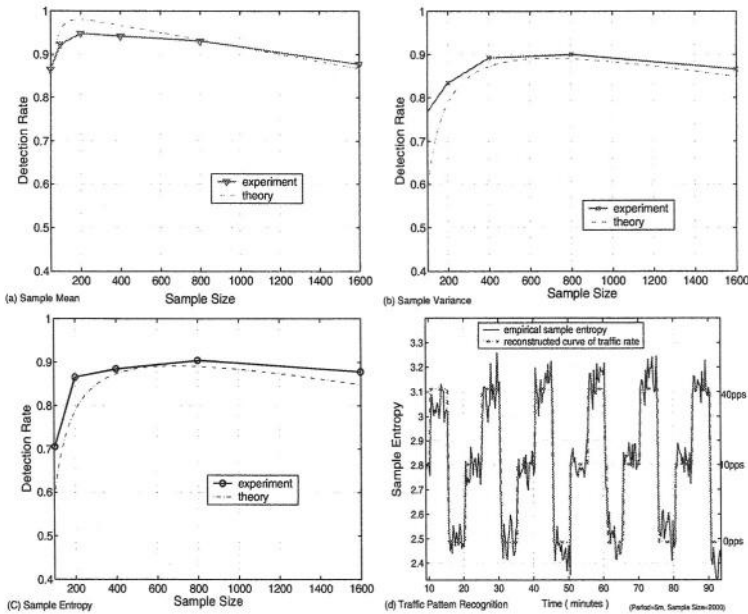 1
0.9
0.8
0.7
0.6
0.5
0.4
Detection Rate
experiment
theory
200 400 600 800 1000 1200 1400 1600
(a) Sample Mean
Sample Size
1
0.9
0.8
0.7
0.6
0.5
0.4
Detection Rate
experiment
theory
200 400 600 800 1000 1200 1400 1600
Sample Size
(b) Sample Variance
1
0.9
0.8
0.7
0.6
0.5
0.4
Detection Rate
experiment
theory
200 400 600 800 1000 1200 1400 1600
(C) Sample Entropy
Sample Size
empirical sample entropy
reconstructed curve of traffic rate
3.3
3.2
3.1
3
2.9
2.8
2.7
2.6
2.5
2.4
Sample Entropy
40pps
10pps
0pps
10 20 30 40 50 60 70 80 90
(d) Traffic Pattern Recognition
Time ( minutes )
(Period=5m, Sample Size=2000)